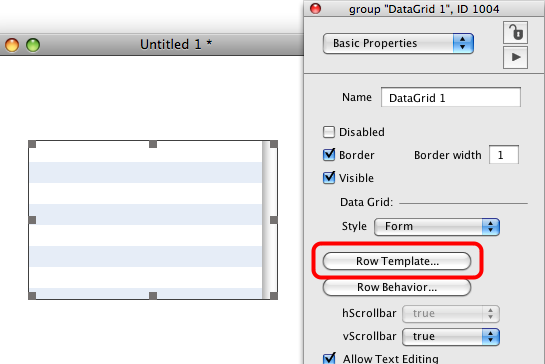 group "DataGrid 1", ID 1004
Untitled 1 *
Basic Properties
Name DataGrid 1
Disabled
Border Border width 1
Visible
Data Grid:
Style Form
Row Template...
Row Behavior...
hScrollbar true
vScrollbar true
Allow Text Editing